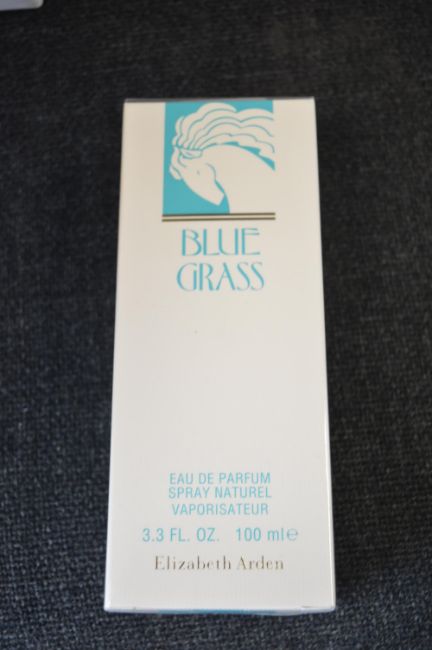 BLUE
GRASS
EAU DE PARFUM
SPRAY NATUREL
VAPORISATEUR
3.3 FL. OZ. 100 ml℮
Elizabeth Arden